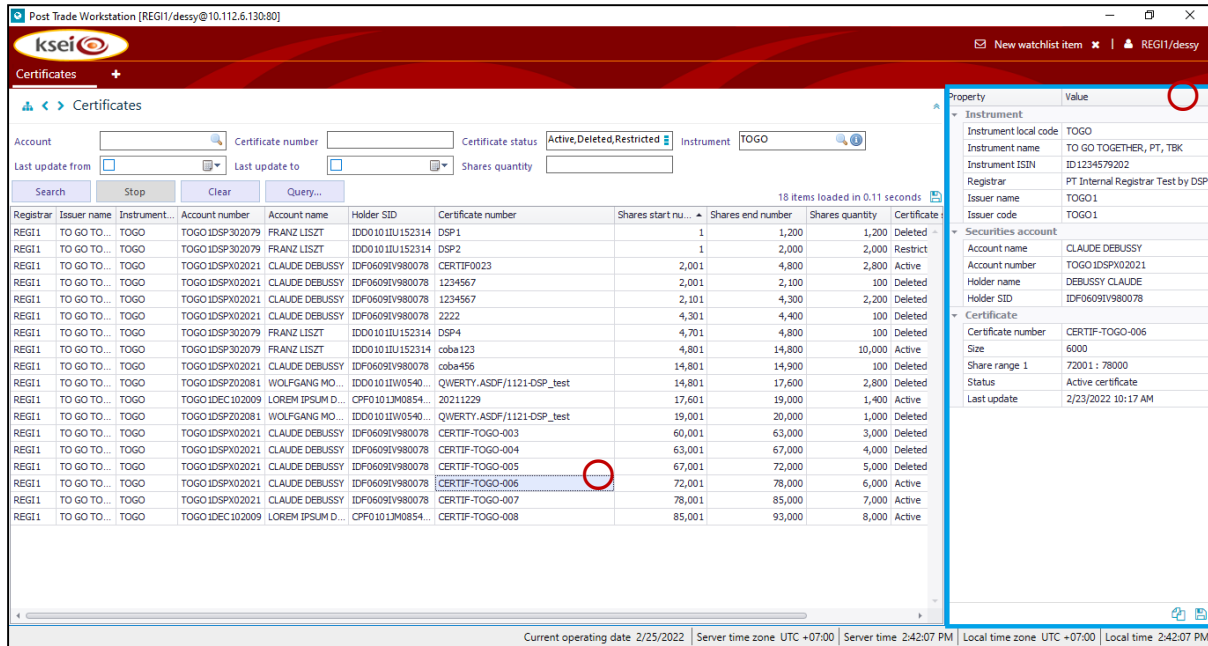 Post Trade Workstation [REGI1/dessy@10.112.6.130:80]
ksei
New watchlist item ✖ | REGI1/dessy
Certificates +
Certificates
Account Certificate number Certificate status Active,Deleted,Restricted Instrument TOGO
Last update from Last update to Shares quantity
Search Stop Clear Query...
18 items loaded in 0.11 seconds
Registrar Issuer name Instrument... Account number Account name Holder SID Certificate number Shares start nu... Shares end number Shares quantity Certificate s
REGI1 TO GO TO... TOGO TOGO1DSP302079 FRANZ LISZT IDD0101IU152314 DSP1 1 1,200 1,200 Deleted
REGI1 TO GO TO... TOGO TOGO1DSP302079 FRANZ LISZT IDD0101IU152314 DSP2 1 2,000 2,000 Restrict
REGI1 TO GO TO... TOGO TOGO1DSPX02021 CLAUDE DEBUSSY IDF0609IV980078 CERTIF0023 2,001 4,800 2,800 Active
REGI1 TO GO TO... TOGO TOGO1DSPX02021 CLAUDE DEBUSSY IDF0609IV980078 1234567 2,001 2,100 100 Deleted
REGI1 TO GO TO... TOGO TOGO1DSPX02021 CLAUDE DEBUSSY IDF0609IV980078 1234567 2,101 4,300 2,200 Deleted
REGI1 TO GO TO... TOGO TOGO1DSPX02021 CLAUDE DEBUSSY IDF0609IV980078 2222 4,301 4,400 100 Deleted
REGI1 TO GO TO... TOGO TOGO1DSP302079 FRANZ LISZT IDD0101IU152314 DSP4 4,701 4,800 100 Deleted
REGI1 TO GO TO... TOGO TOGO1DSP302079 FRANZ LISZT IDD0101IU152314 coba123 4,801 14,800 10,000 Active
REGI1 TO GO TO... TOGO TOGO1DSPX02021 CLAUDE DEBUSSY IDF0609IV980078 coba456 14,801 14,900 100 Deleted
REGI1 TO GO TO... TOGO TOGO1DSPZ02081 WOLFGANG MO... IDD0101IW0540... QWERTY.ASDF/1121-DSP_test 14,801 17,600 2,800 Deleted
REGI1 TO GO TO... TOGO TOGO1DEC102009 LOREM IPSUM D... CPF0101JM0854... 20211229 17,601 19,000 1,400 Active
REGI1 TO GO TO... TOGO TOGO1DSPZ02081 WOLFGANG MO... IDD0101IW0540... QWERTY.ASDF/1121-DSP_test 19,001 20,000 1,000 Deleted
REGI1 TO GO TO... TOGO TOGO1DSPX02021 CLAUDE DEBUSSY IDF0609IV980078 CERTIF-TOGO-003 60,001 63,000 3,000 Deleted
REGI1 TO GO TO... TOGO TOGO1DSPX02021 CLAUDE DEBUSSY IDF0609IV980078 CERTIF-TOGO-004 63,001 67,000 4,000 Deleted
REGI1 TO GO TO... TOGO TOGO1DSPX02021 CLAUDE DEBUSSY IDF0609IV980078 CERTIF-TOGO-005 67,001 72,000 5,000 Deleted
REGI1 TO GO TO... TOGO TOGO1DSPX02021 CLAUDE DEBUSSY IDF0609IV980078 CERTIF-TOGO-006 72,001 78,000 6,000 Active
REGI1 TO GO TO... TOGO TOGO1DSPX02021 CLAUDE DEBUSSY IDF0609IV980078 CERTIF-TOGO-007 78,001 85,000 7,000 Active
REGI1 TO GO TO... TOGO TOGO1DEC102009 LOREM IPSUM D... CPF0101JM0854... CERTIF-TOGO-008 85,001 93,000 8,000 Active
Property Value
Instrument
Instrument local code TOGO
Instrument name TO GO TOGETHER, PT, TBK
Instrument ISIN ID1234579202
Registrar PT Internal Registrar Test by DSP
Issuer name TOGO1
Issuer code TOGO1
Securities account
Account name CLAUDE DEBUSSY
Account number TOGO1DSPX02021
Holder name DEBUSSY CLAUDE
Holder SID IDF0609IV980078
Certificate
Certificate number CERTIF-TOGO-006
Size 6000
Share range 1 72001 : 78000
Status Active certificate
Last update 2/23/2022 10:17 AM
Current operating date 2/25/2022 Server time zone UTC +07:00 Server time 2:42:07 PM Local time zone UTC +07:00 Local time 2:42:07 PM